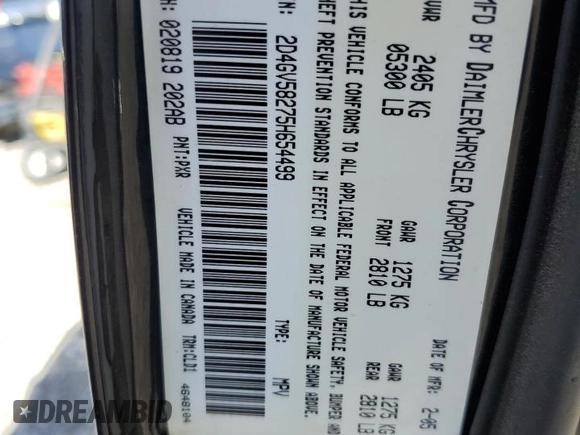 MFD BY DAIMLERCHRYSLER CORPORATION
DATE OF MFR: 2-05
GVWR
2405 KG
05300 LB
GAWR 1275 KG
FRONT 2810 LB
GAWR 1275 KG
REAR 2810 LB
THIS VEHICLE CONFORMS TO ALL APPLICABLE FEDERAL MOTOR VEHICLE SAFETY, BUMPER AND
THEFT PREVENTION STANDARDS IN EFFECT ON THE DATE OF MANUFACTURE SHOWN ABOVE.
2D4GV58275H654499
TYPE: MPV
020819 202AB PNT:PXR
VEHICLE MADE IN CANADA
TRM:CLD1
4648104
DREAMBID